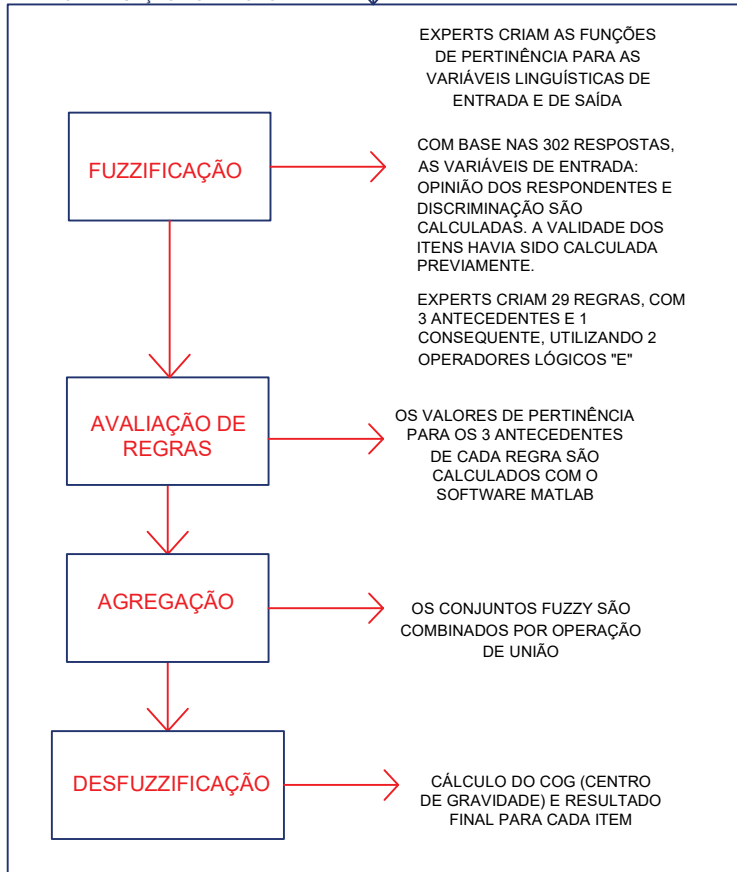 EXPERTS CRIAM AS FUNÇÕES
DE PERTINÊNCIA PARA AS
VARIÁVEIS LINGUÍSTICAS DE
ENTRADA E DE SAÍDA
FUZZIFICAÇÃO
COM BASE NAS 302 RESPOSTAS,
AS VARIÁVEIS DE ENTRADA:
OPINIÃO DOS RESPONDENTES E
DISCRIMINAÇÃO SÃO
CALCULADAS. A VALIDADE DOS
ITENS HAVIA SIDO CALCULADA
PREVIAMENTE.
EXPERTS CRIAM 29 REGRAS, COM
3 ANTECEDENTES E 1
CONSEQUENTE, UTILIZANDO 2
OPERADORES LÓGICOS "E"
AVALIAÇÃO DE
REGRAS
OS VALORES DE PERTINÊNCIA
PARA OS 3 ANTECEDENTES
DE CADA REGRA SÃO
CALCULADOS COM O
SOFTWARE MATLAB
AGREGAÇÃO
OS CONJUNTOS FUZZY SÃO
COMBINADOS POR OPERAÇÃO
DE UNIÃO
DESFUZZIFICAÇÃO
CÁLCULO DO COG (CENTRO
DE GRAVIDADE) E RESULTADO
FINAL PARA CADA ITEM